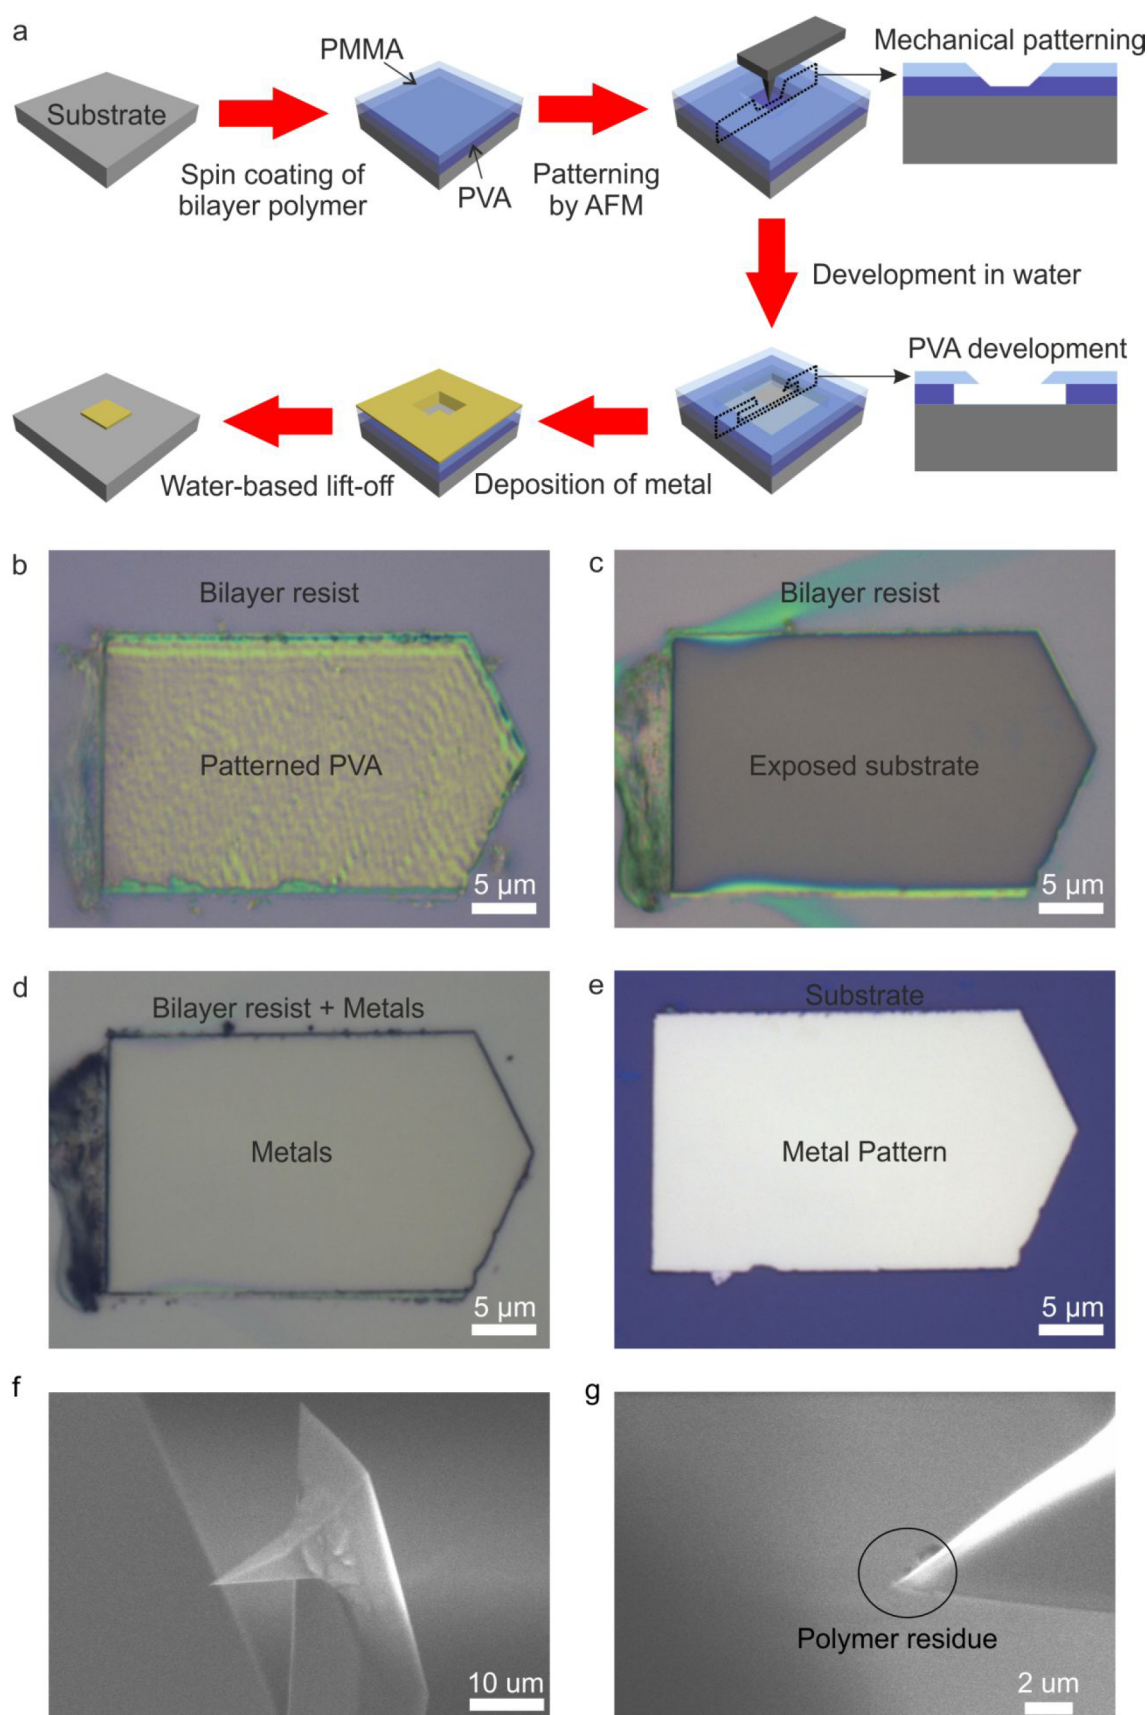 a
Substrate
Spin coating of
bilayer polymer
PMMA
PVA
Patterning
by AFM
Mechanical patterning
Development in water
PVA development
Deposition of metal
Water-based lift-off
b
Bilayer resist
Patterned PVA
5 µm
c
Bilayer resist
Exposed substrate
5 µm
d
Bilayer resist + Metals
Metals
5 µm
e
Substrate
Metal Pattern
5 µm
f
10 um
g
Polymer residue
2 um